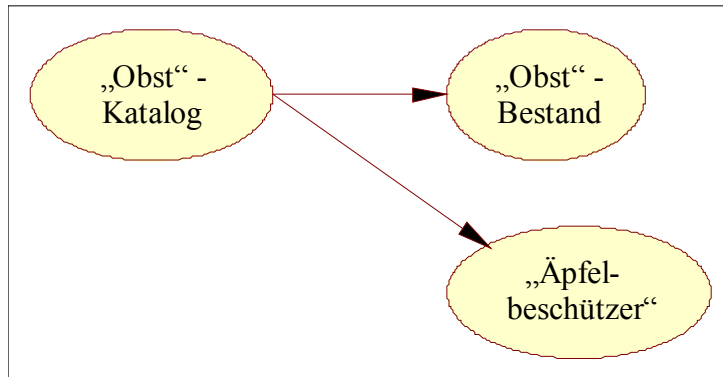 „Obst“ -
Katalog
„Obst“ -
Bestand
„Äpfel-
beschützer“